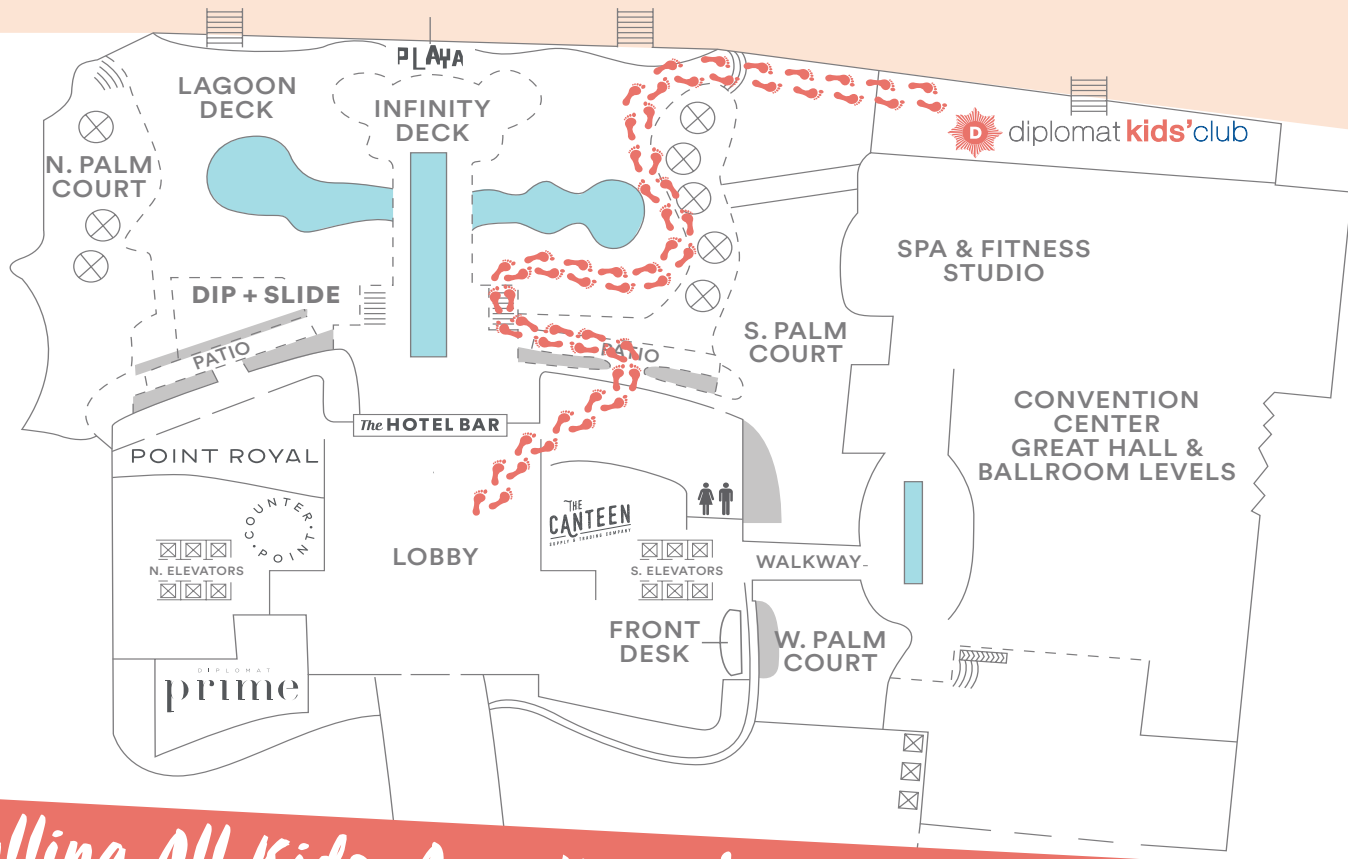 PLAYA
LAGOON
DECK
INFINITY
DECK
D diplomat kids'club
N. PALM
COURT
SPA & FITNESS
STUDIO
DIP + SLIDE
S. PALM
COURT
PATIO
PATIO
CONVENTION
CENTER
GREAT HALL &
BALLROOM LEVELS
The HOTEL BAR
POINT ROYAL
COUNTER
POINT
THE
CANTEEN
SUPPLY & TRADING COMPANY
LOBBY
N. ELEVATORS
S. ELEVATORS
WALKWAY
FRONT
DESK
W. PALM
COURT
DIPLOMAT
prime
All Kids